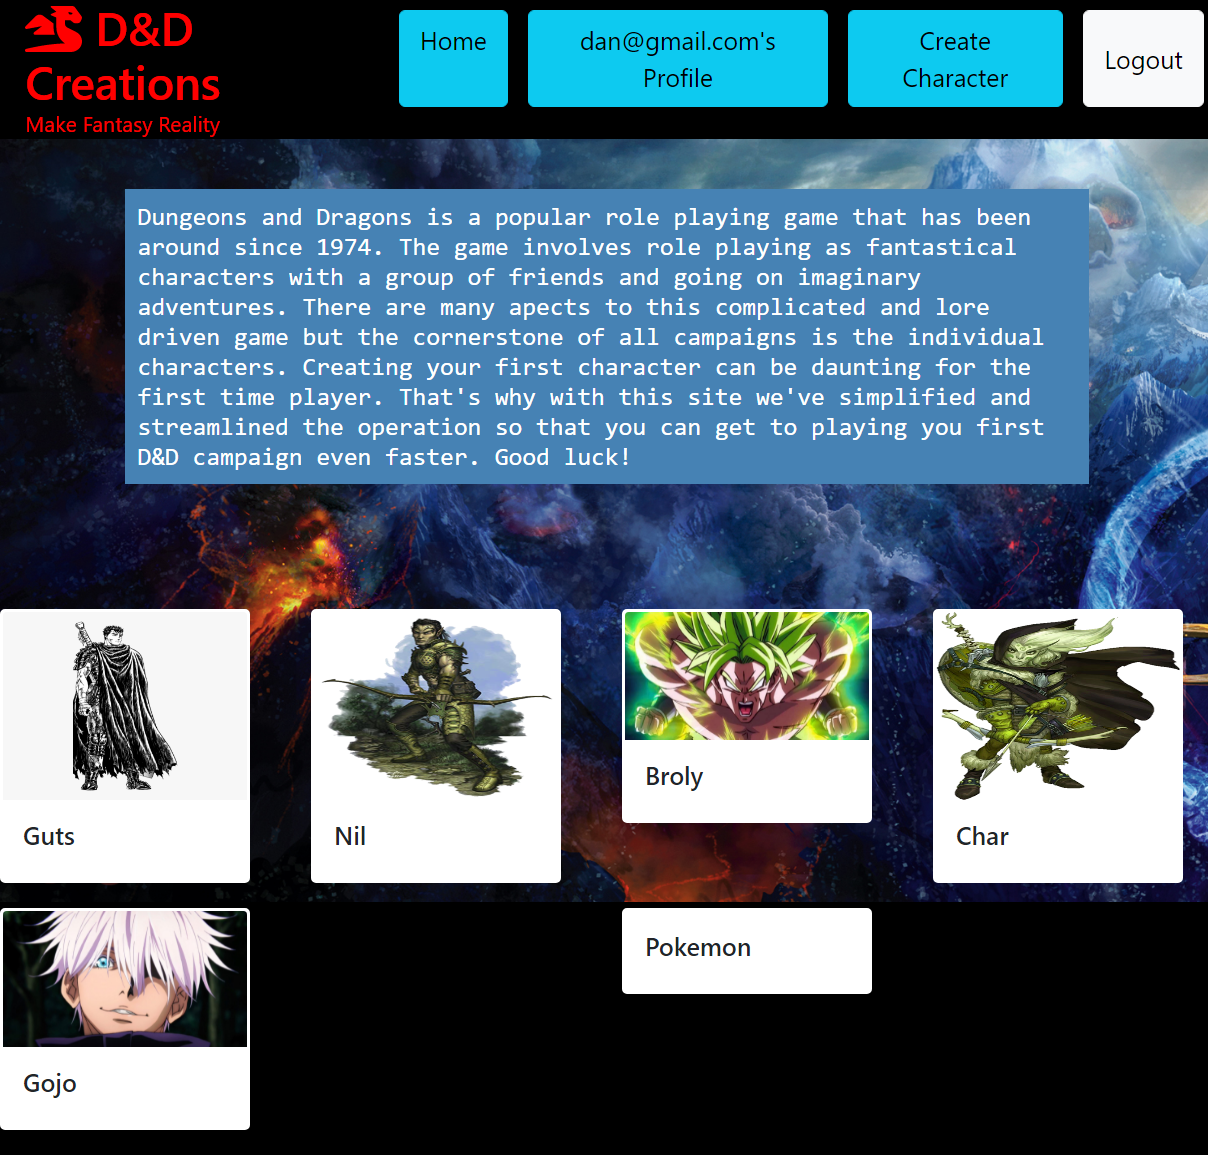 D&D
Creations
Make Fantasy Reality
Home
dan@gmail.com's
Profile
Create
Character
Logout
Dungeons and Dragons is a popular role playing game that has been
around since 1974. The game involves role playing as fantastical
characters with a group of friends and going on imaginary
adventures. There are many apects to this complicated and lore
driven game but the cornerstone of all campaigns is the individual
characters. Creating your first character can be daunting for the
first time player. That's why with this site we've simplified and
streamlined the operation so that you can get to playing you first
D&D campaign even faster. Good luck!
Guts
Nil
Broly
Char
Gojo
Pokemon